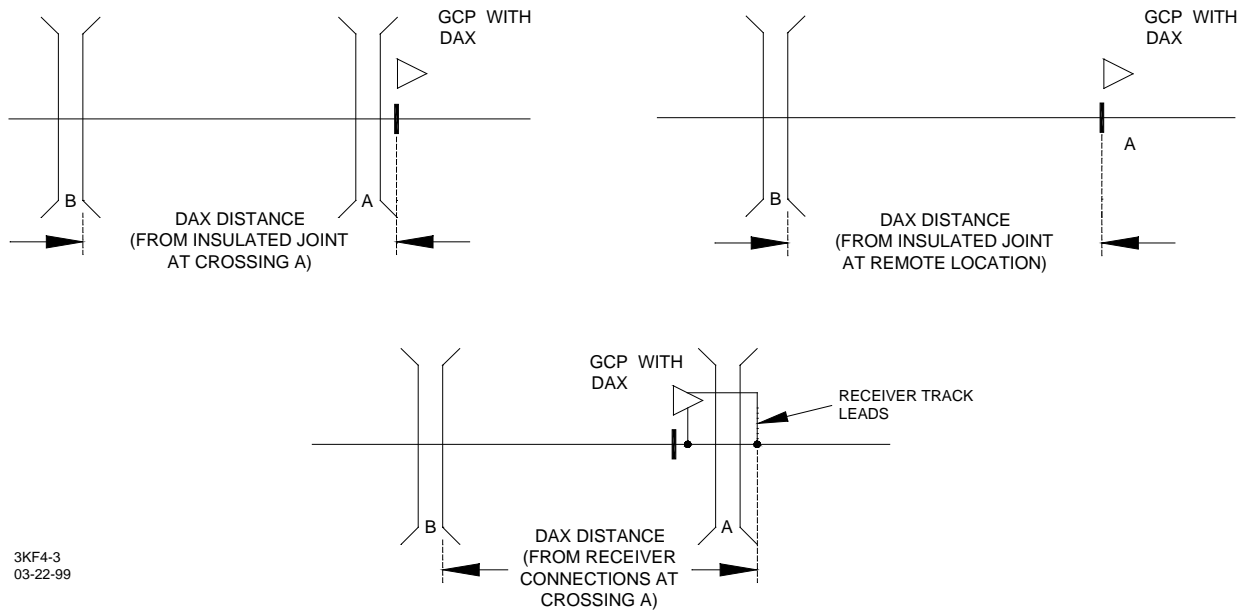 GCP WITH
DAX
B
A
DAX DISTANCE
(FROM INSULATED JOINT
AT CROSSING A)
GCP WITH
DAX
A
B
DAX DISTANCE
(FROM INSULATED JOINT
AT REMOTE LOCATION)
GCP WITH
DAX
RECEIVER TRACK
LEADS
B
A
DAX DISTANCE
(FROM RECEIVER
CONNECTIONS AT
CROSSING A)
3KF4-3
03-22-99